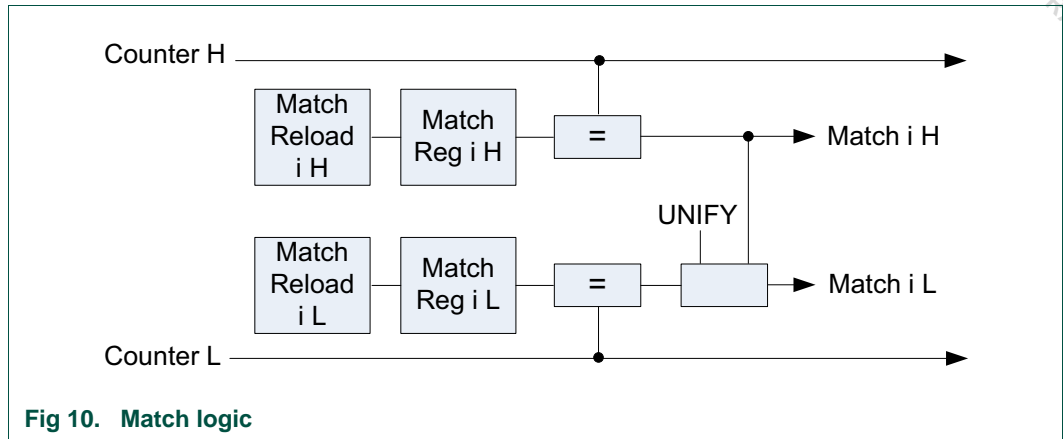 Counter H
Match
Reload
i H
Match
Reg i H
=
Match i H
UNIFY
Match
Reload
i L
Match
Reg i L
=
Match i L
Counter L
Fig 10. Match logic